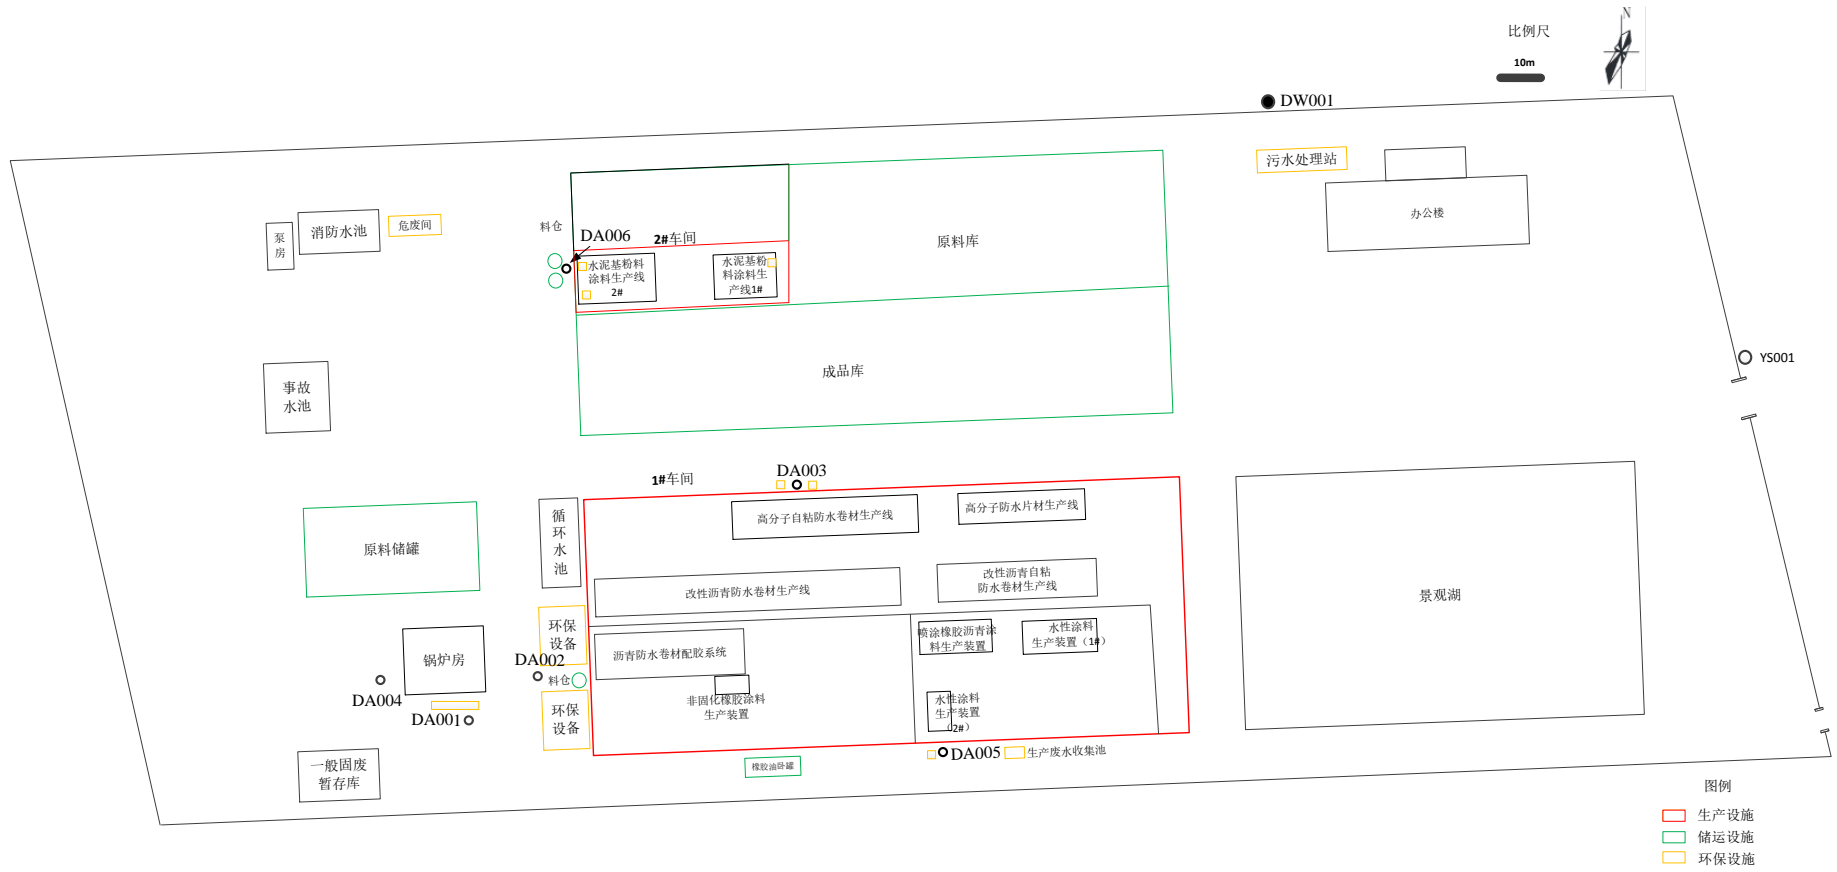 比例尺
N
10m
DW001
污水处理站
办公楼
泵
房
消防水池
危废间
料仓
DA006
2#车间
原料库
水泥基粉料
涂料生产线
2#
水泥基粉
料涂料生
产线1#
成品库
YS001
事故
水池
1#车间
DA003
循
环
水
池
高分子自粘防水卷材生产线
高分子防水片材生产线
原料储罐
改性沥青防水卷材生产线
改性沥青自粘
防水卷材生产线
景观湖
环保
设备
喷涂橡胶沥青涂
料生产装置
水性涂料
生产装置（1#）
锅炉房
沥青防水卷材配胶系统
DA002
料仓
DA004
DA001
非固化橡胶涂料
生产装置
水性涂料
生产装置
（2#）
环保
设备
DA005
生产废水收集池
橡胶油卧罐
一般固废
暂存库
图例
生产设施
储运设施
环保设施